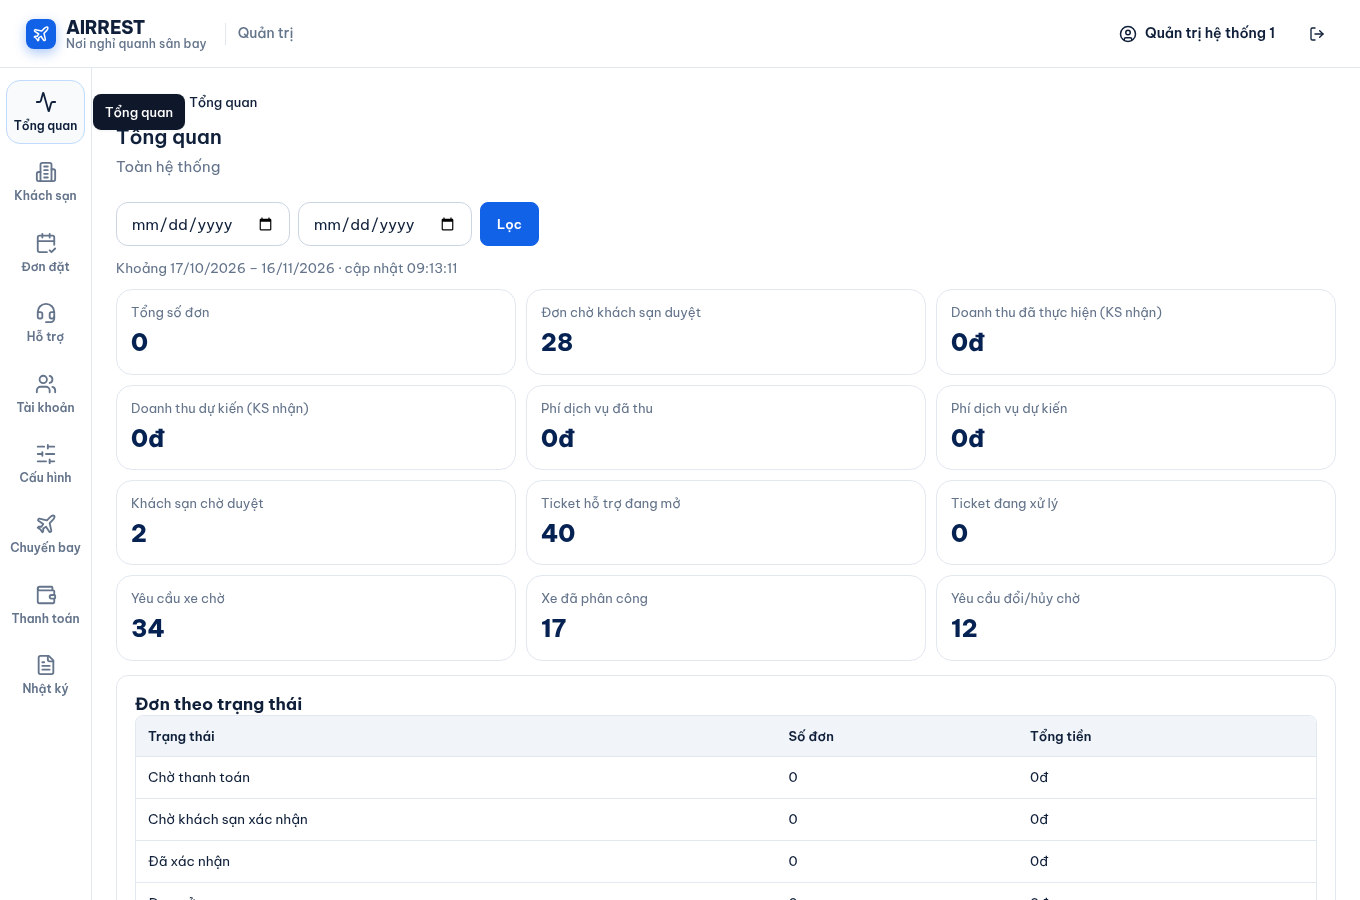 AIRREST
Nơi nghỉ quanh sân bay
Quản trị
Quản trị hệ thống 1
Tổng quan
Khách sạn
Đơn đặt
Hỗ trợ
Tài khoản
Cấu hình
Chuyến bay
Thanh toán
Nhật ký
Tổng quan
Tổng quan
Tổng quan
Toàn hệ thống
mm/dd/yyyy
mm/dd/yyyy
Lọc
Khoảng 17/10/2026 – 16/11/2026 · cập nhật 09:13:11
Tổng số đơn
0
Đơn chờ khách sạn duyệt
28
Doanh thu đã thực hiện (KS nhận)
0đ
Doanh thu dự kiến (KS nhận)
0đ
Phí dịch vụ đã thu
0đ
Phí dịch vụ dự kiến
0đ
Khách sạn chờ duyệt
2
Ticket hỗ trợ đang mở
40
Ticket đang xử lý
0
Yêu cầu xe chờ
34
Xe đã phân công
17
Yêu cầu đổi/hủy chờ
12
Đơn theo trạng thái
Trạng thái Số đơn Tổng tiền
Chờ thanh toán 0 0đ
Chờ khách sạn xác nhận 0 0đ
Đã xác nhận 0 0đ